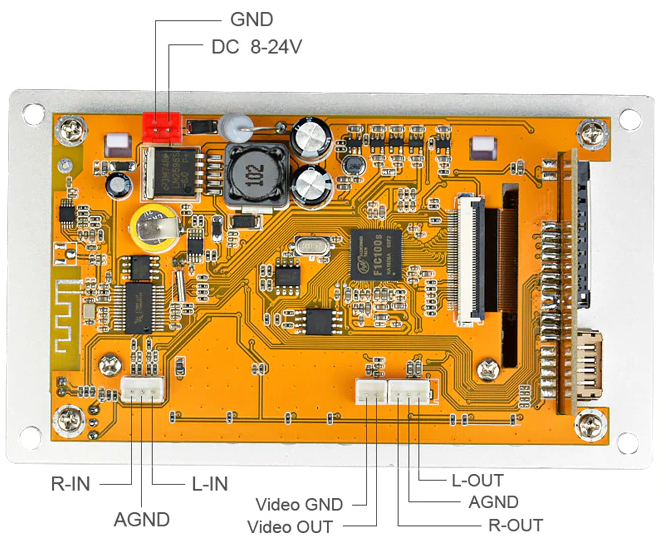 GND
DC 8-24V
102
F1C100s
R-IN
L-IN
AGND
Video GND
Video OUT
L-OUT
AGND
R-OUT